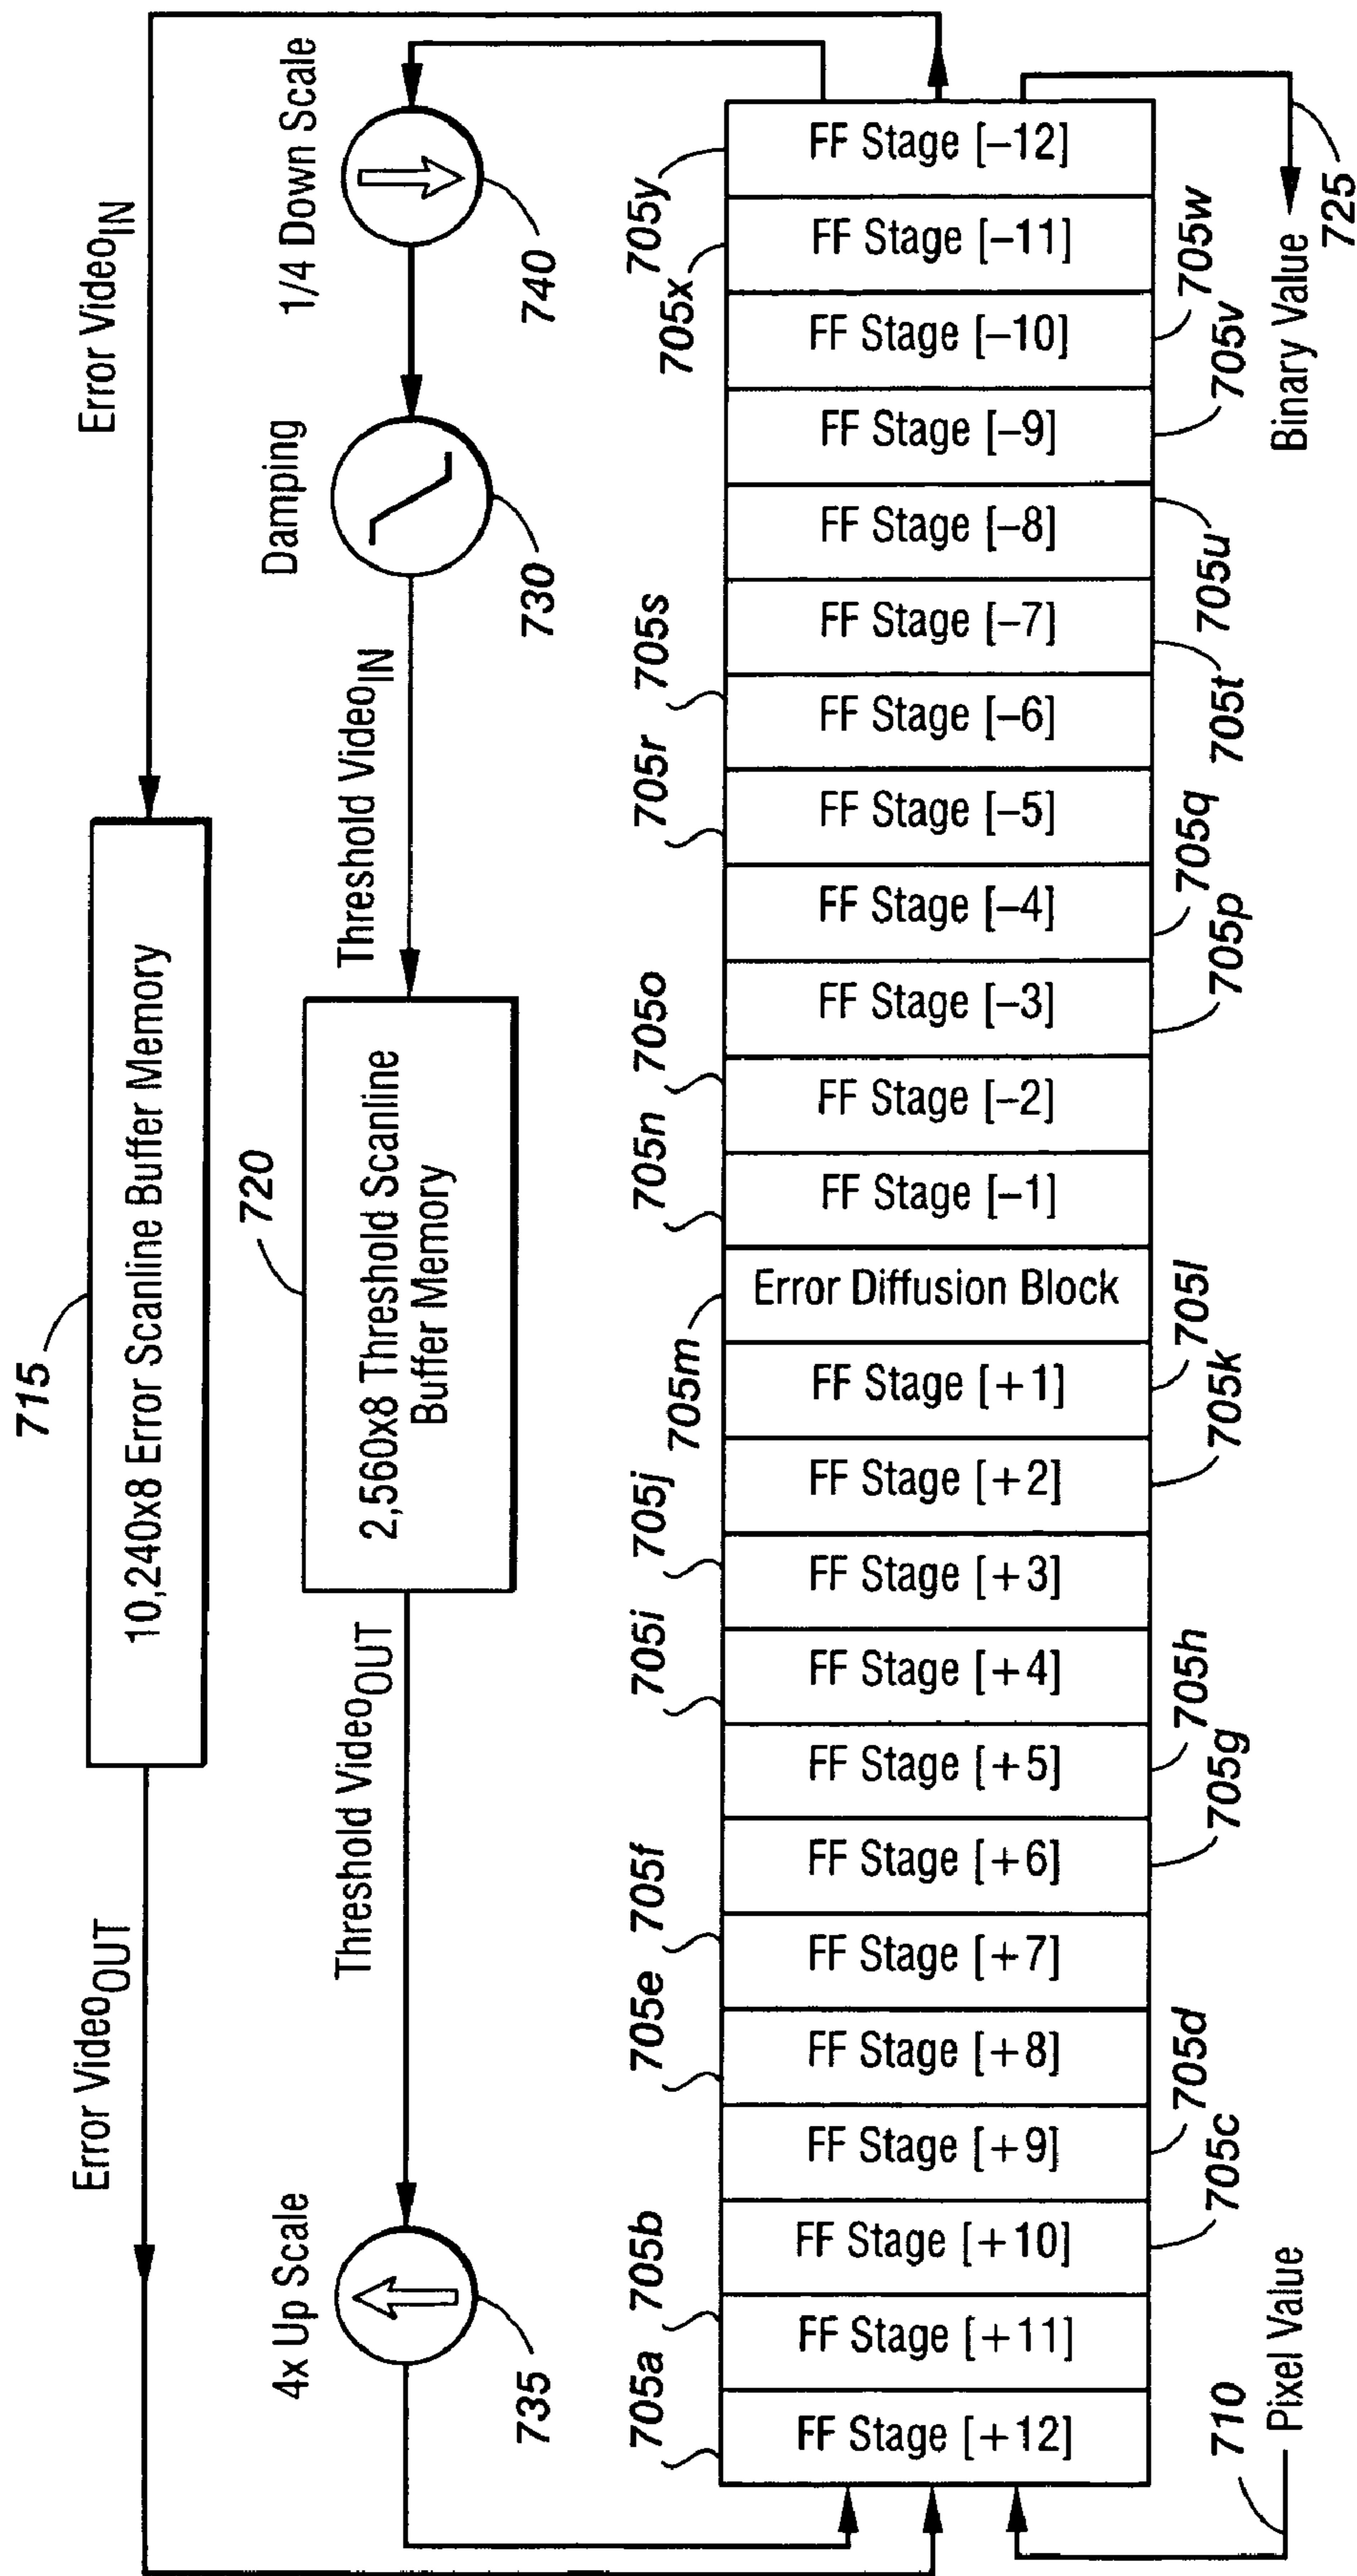 715
10,240x8 Error Scanline Buffer Memory
Error Video_OUT
Error Video_IN
720
2,560x8 Threshold Scanline
Buffer Memory
Threshold Video_OUT
Threshold Video_IN
4x Up Scale
735
Damping
730
1/4 Down Scale
740
705a
705b
705e
705f
705i
705j
705m
705n
705o
705r
705s
705x
705y
FF Stage [+12]
FF Stage [+11]
FF Stage [+10]
FF Stage [+9]
FF Stage [+8]
FF Stage [+7]
FF Stage [+6]
FF Stage [+5]
FF Stage [+4]
FF Stage [+3]
FF Stage [+2]
FF Stage [+1]
Error Diffusion Block
FF Stage [−1]
FF Stage [−2]
FF Stage [−3]
FF Stage [−4]
FF Stage [−5]
FF Stage [−6]
FF Stage [−7]
FF Stage [−8]
FF Stage [−9]
FF Stage [−10]
FF Stage [−11]
FF Stage [−12]
705c
705d
705g
705h
705k
705l
705p
705q
705t
705u
705v
705w
710
Pixel Value
Binary Value
725